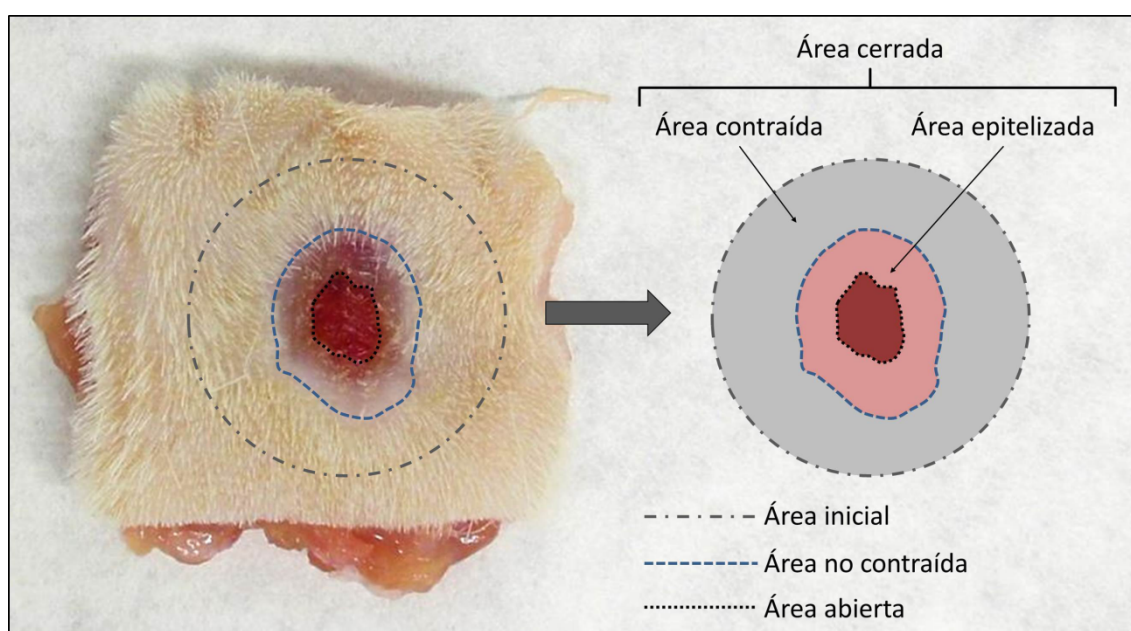 Área cerrada
Área contraída
Área epitelizada
Área inicial
Área no contraída
Área abierta